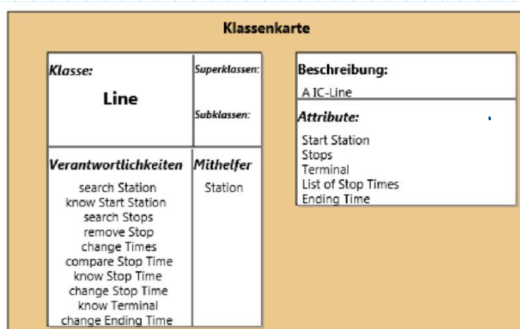 Klassenkarte
Klasse:
Line
Superklassen:
Subklassen:
Verantwortlichkeiten
search Station
know Start Station
search Stops
remove Stop
change Times
compare Stop Time
know Stop Time
change Stop Time
know Terminal
change Ending Time
Mithelfer
Station
Beschreibung:
A IC-Line
Attribute:
Start Station
Stops
Terminal
List of Stop Times
Ending Time